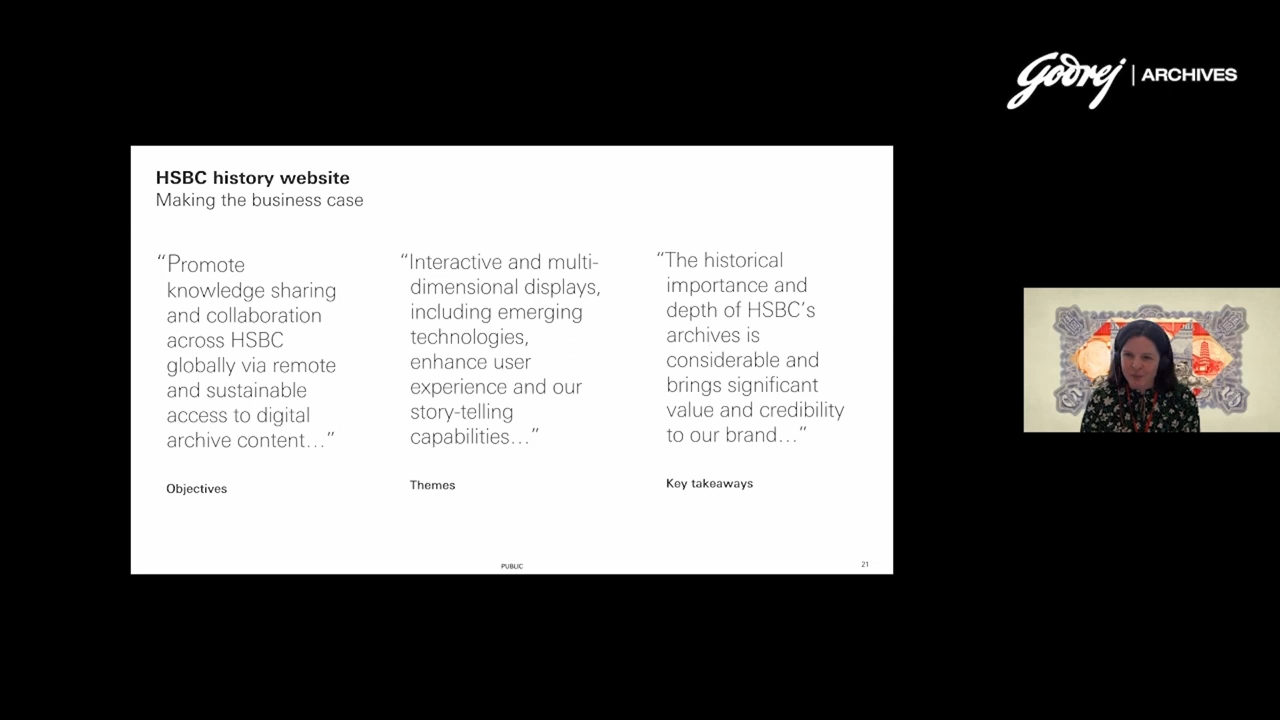 Godrej | ARCHIVES
HSBC history website
Making the business case
“Promote
knowledge sharing
and collaboration
across HSBC
globally via remote
and sustainable
access to digital
archive content…”
Objectives
“Interactive and multi-
dimensional displays,
including emerging
technologies,
enhance user
experience and our
story-telling
capabilities…”
Themes
“The historical
importance and
depth of HSBC’s
archives is
considerable and
brings significant
value and credibility
to our brand…”
Key takeaways
PUBLIC
21